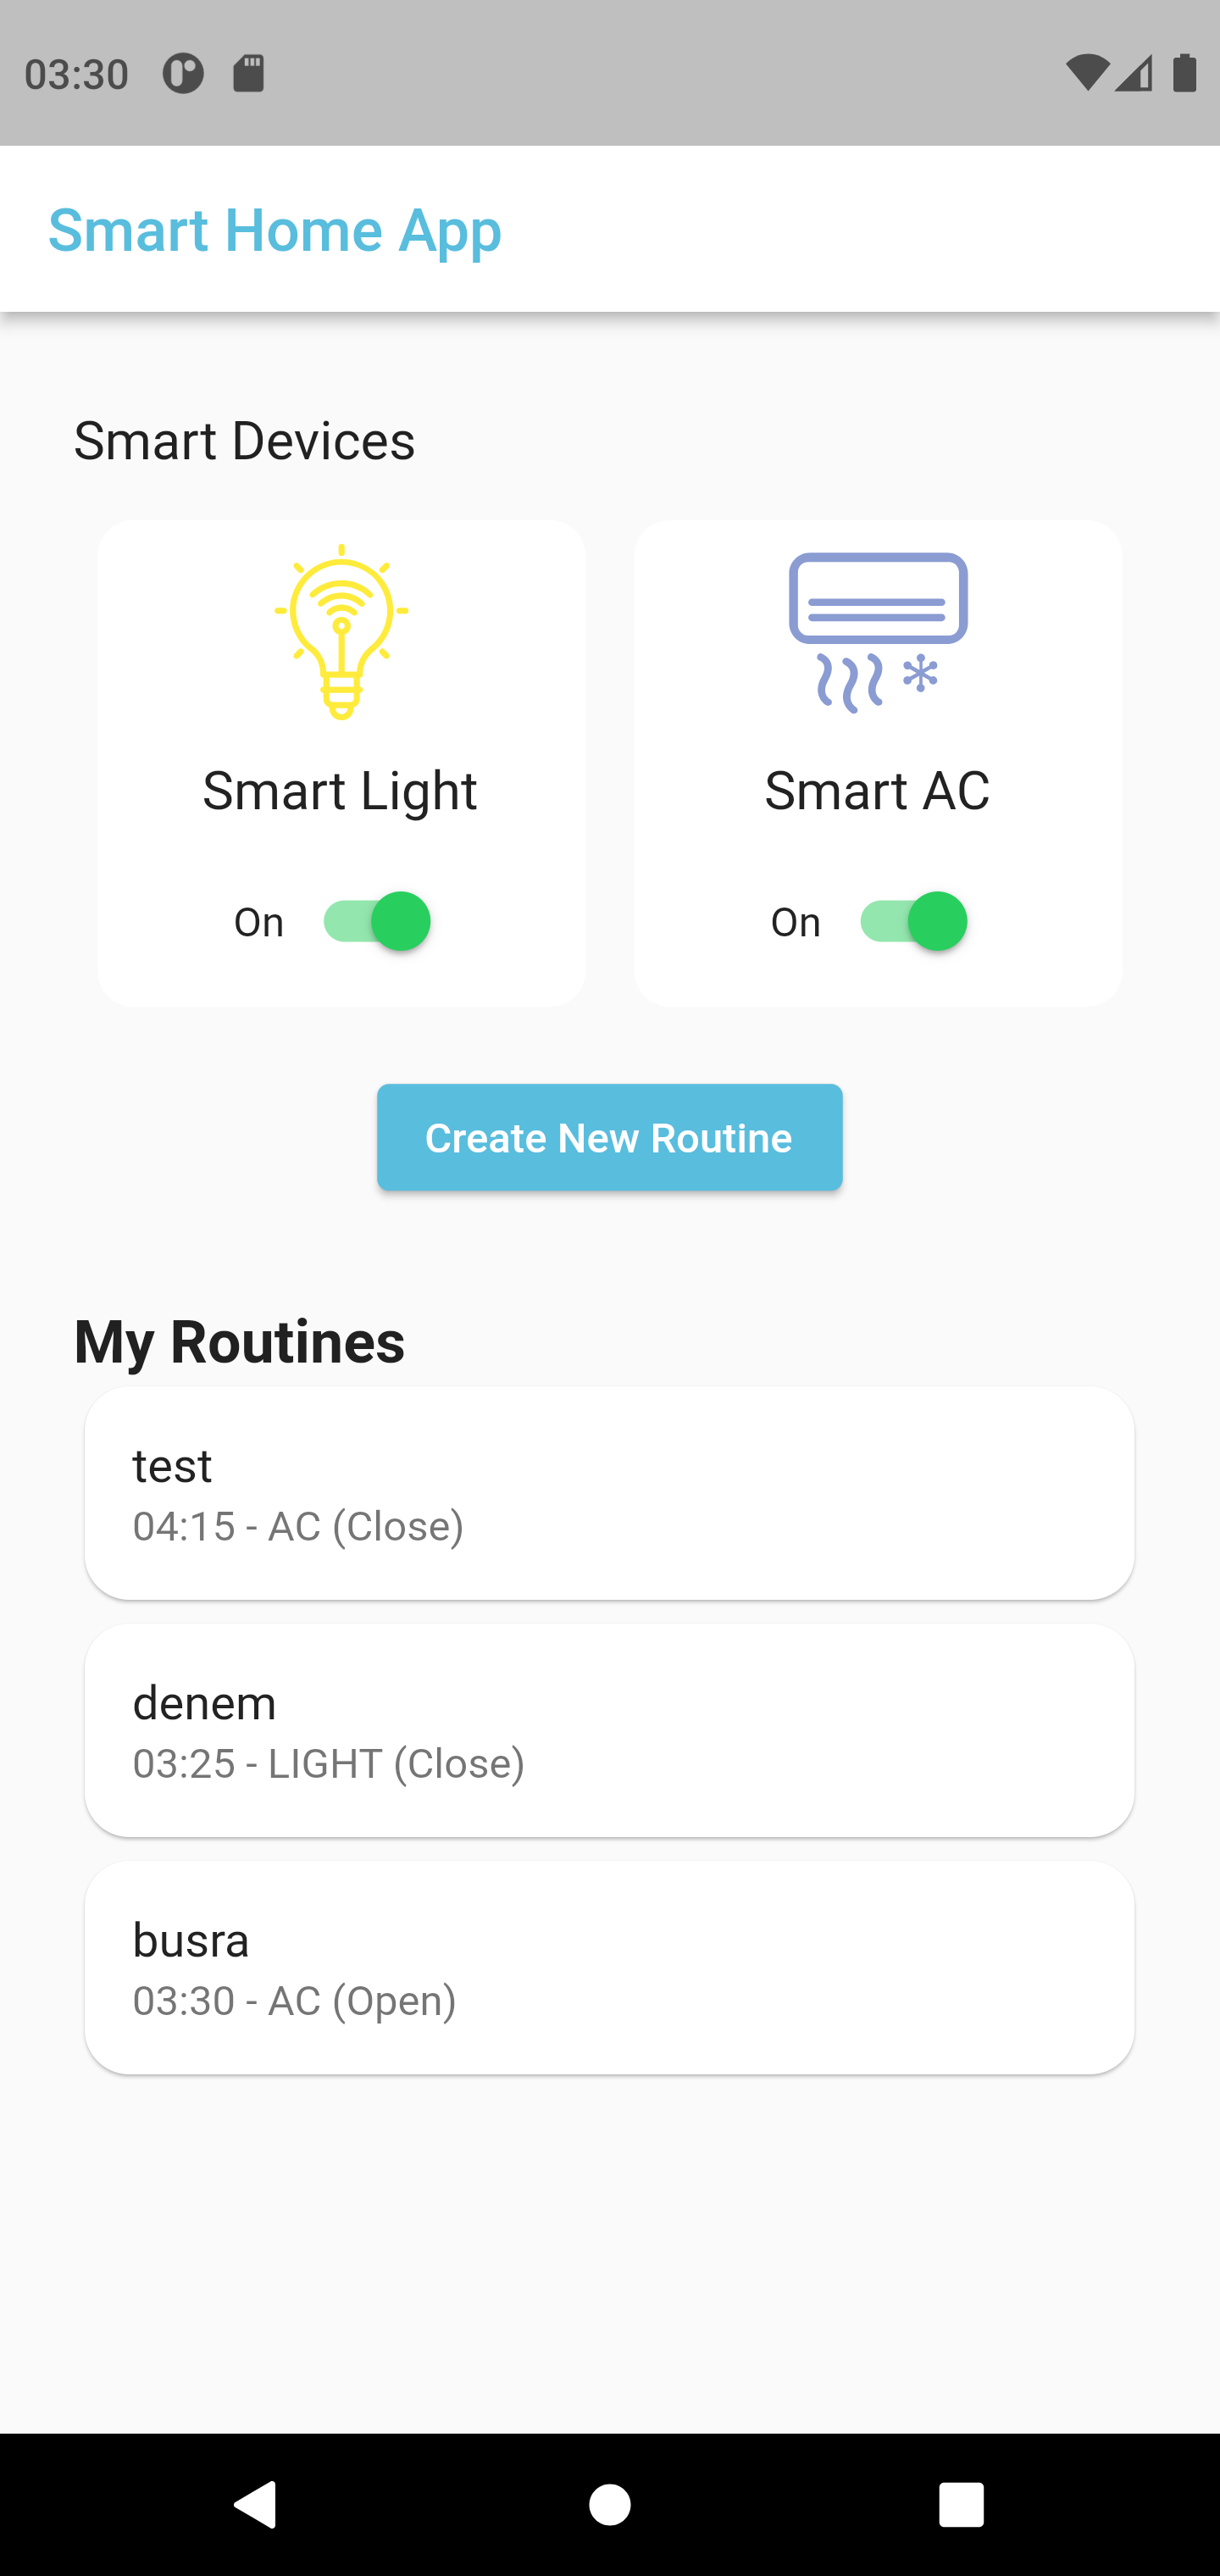 03:30
Smart Home App
Smart Devices
Smart Light
Smart AC
On
On
Create New Routine
My Routines
test
04:15 - AC (Close)
denem
03:25 - LIGHT (Close)
busra
03:30 - AC (Open)